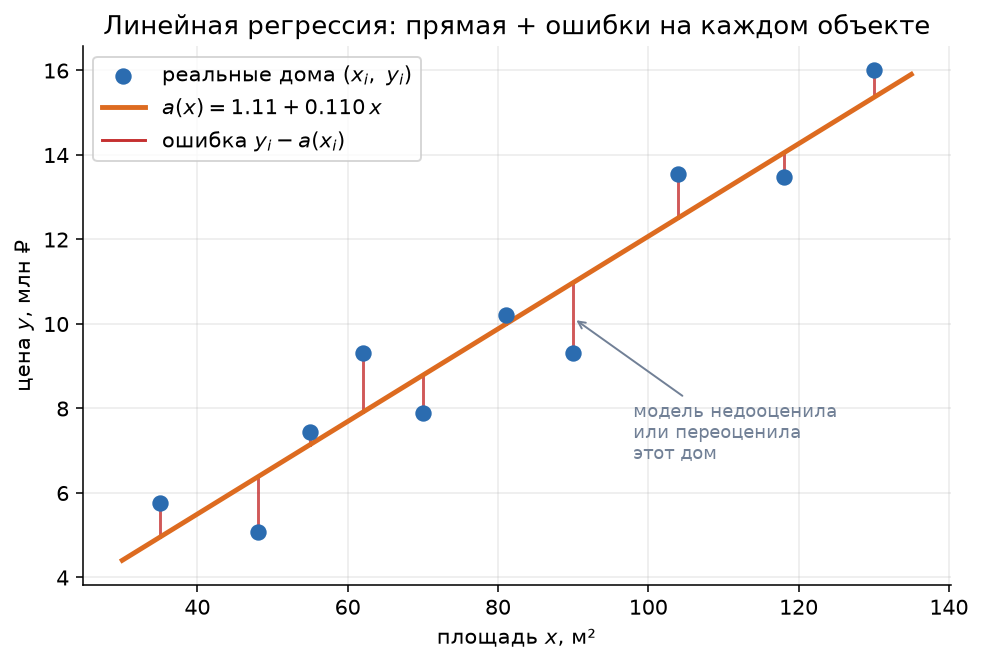 Линейная регрессия: прямая + ошибки на каждом объекте
реальные дома (xᵢ, yᵢ)
a(x) = 1.11 + 0.110 x
ошибка yᵢ − a(xᵢ)
16
14
12
10
8
6
4
цена y, млн ₽
модель недооценила
или переоценила
этот дом
40 60 80 100 120 140
площадь x, м²